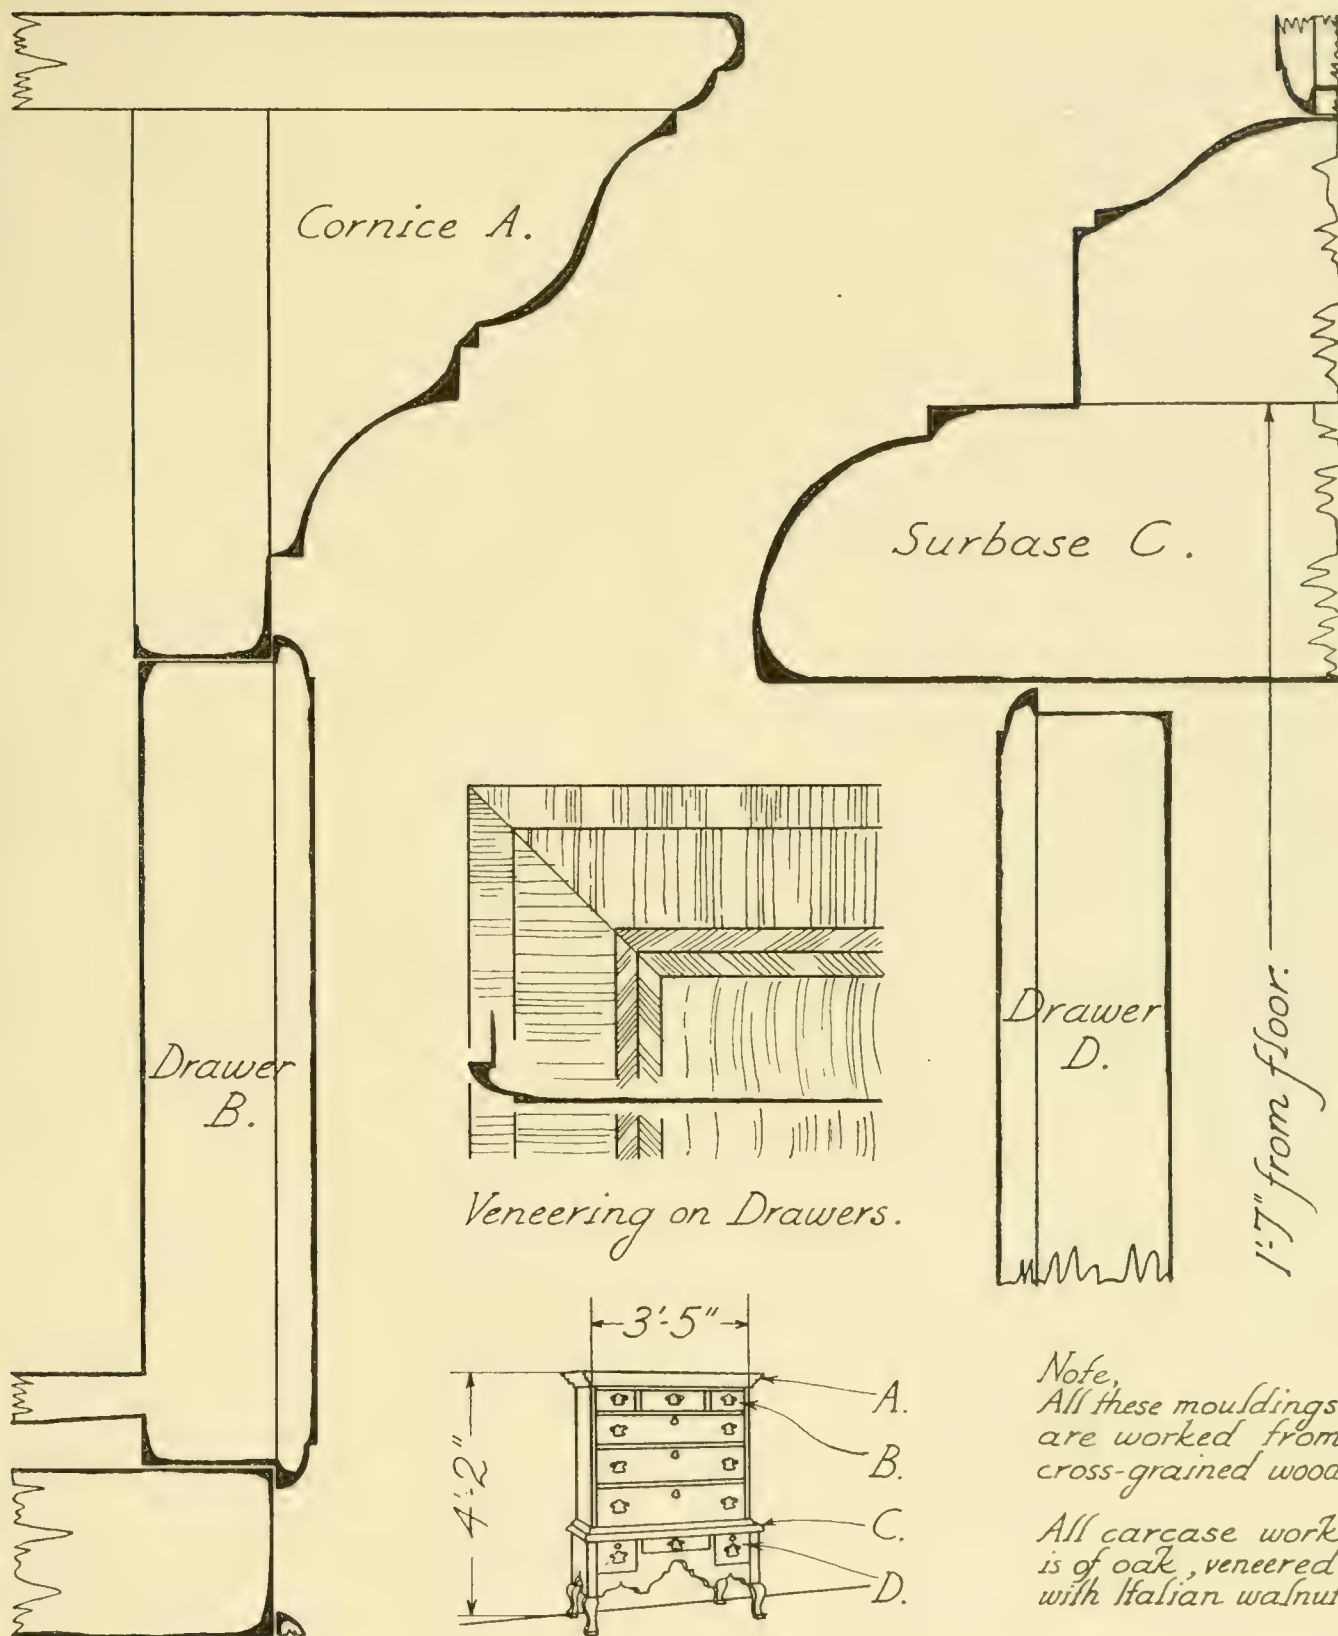 Cornice A.
Surbase C.
Drawer
B.
Drawer
D.
1'-7" from floor.
Veneering on Drawers.
3'-5"
4'-2"
A.
B.
C.
D.
Note,
All these mouldings
are worked from
cross-grained wood
All carcase work
is of oak, veneered
with Italian walnut